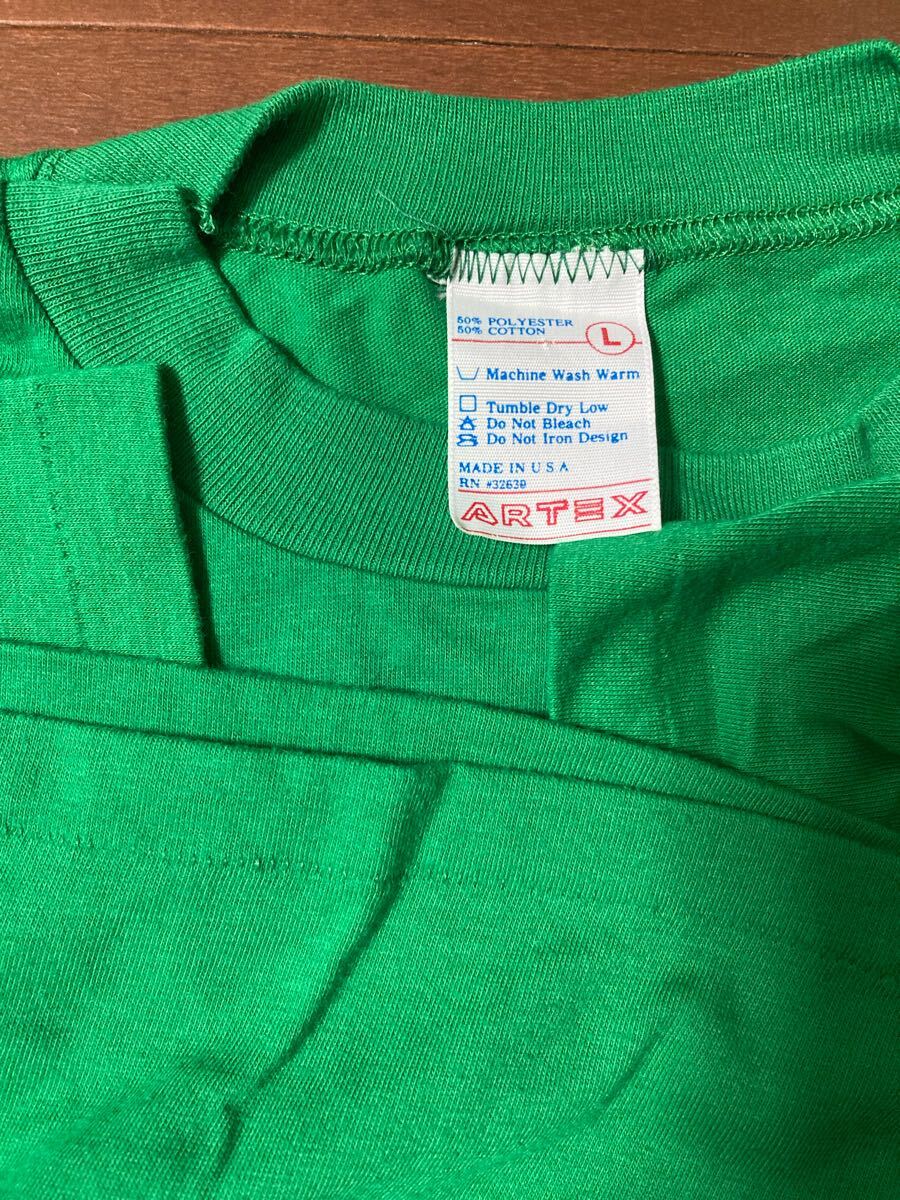 50% POLYESTER
50% COTTON
L
Machine Wash Warm
Tumble Dry Low
Do Not Bleach
Do Not Iron Design
MADE IN U S A
RN #32630
ARTEX